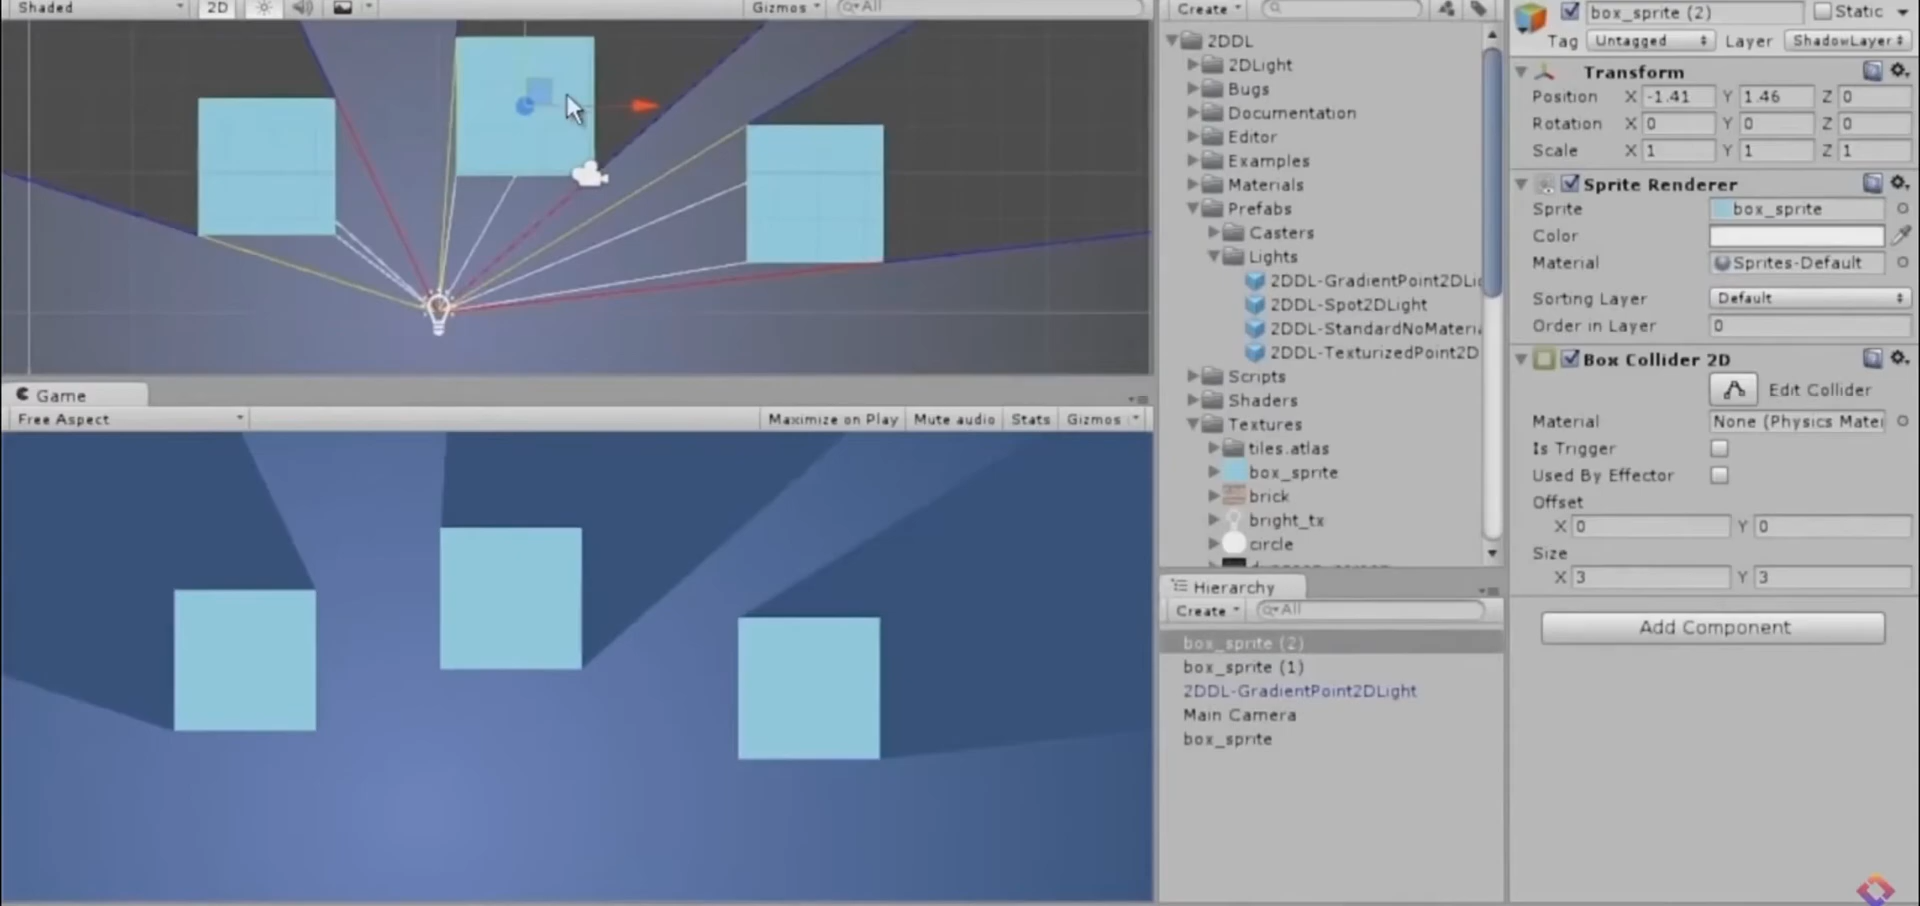 Shaded
2D
Gizmos
All
Game
Free Aspect
Maximize on Play
Mute audio
Stats
Gizmos
Create
2DDL
2DLight
Bugs
Documentation
Editor
Examples
Materials
Prefabs
Casters
Lights
2DDL-GradientPoint2DLi
2DDL-Spot2DLight
2DDL-StandardNoMateri
2DDL-TexturizedPoint2D
Scripts
Shaders
Textures
tiles.atlas
box_sprite
brick
bright_tx
circle
Hierarchy
Create
All
box_sprite (2)
box_sprite (1)
2DDL-GradientPoint2DLight
Main Camera
box_sprite
box_sprite (2)
Static
Tag Untagged Layer ShadowLayer
Transform
Position X -1.41 Y 1.46 Z 0
Rotation X 0 Y 0 Z 0
Scale X 1 Y 1 Z 1
Sprite Renderer
Sprite box_sprite
Color
Material Sprites-Default
Sorting Layer Default
Order in Layer 0
Box Collider 2D
Edit Collider
Material None (Physics Mater
Is Trigger
Used By Effector
Offset
X 0 Y 0
Size
X 3 Y 3
Add Component